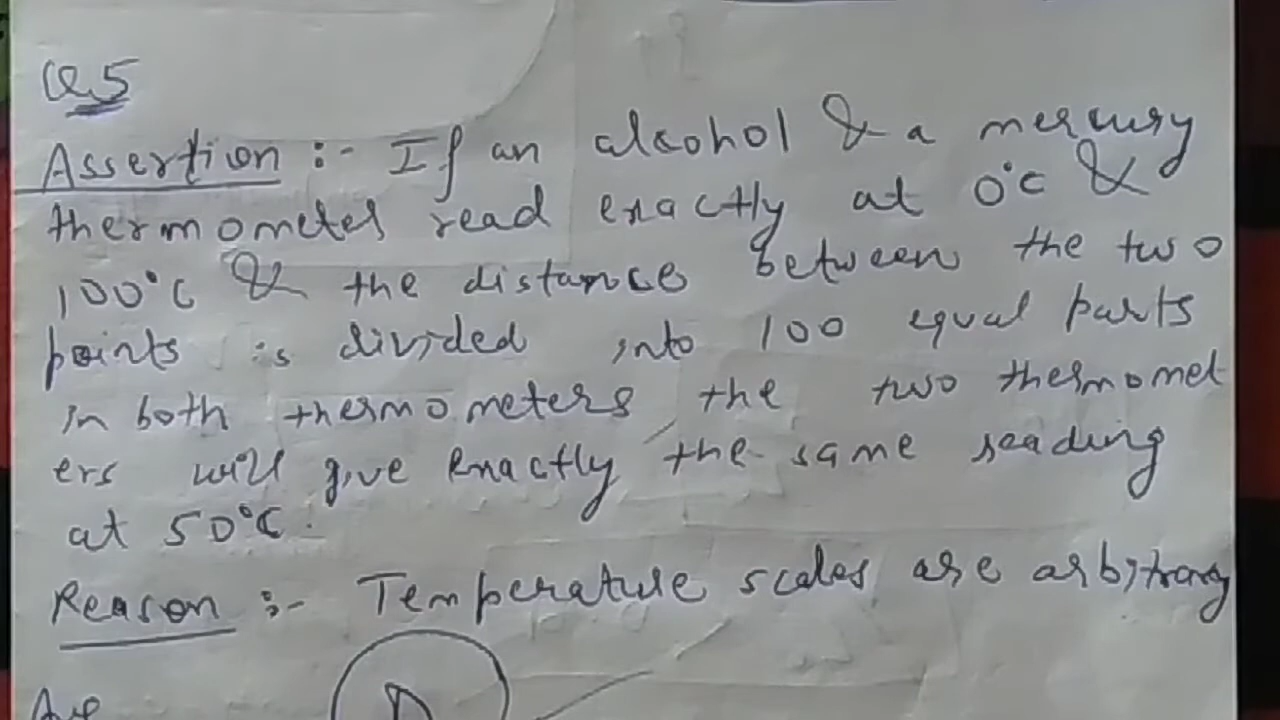 Q5
Assertion :- If an alcohol & a mercury
thermometer read exactly at 0°C &
100°C & the distance between the two
points is divided into 100 equal parts
in both thermometers the two thermomet
ers will give exactly the same reading
at 50°C.
Reason :- Temperature scales are arbitrary
Ans D